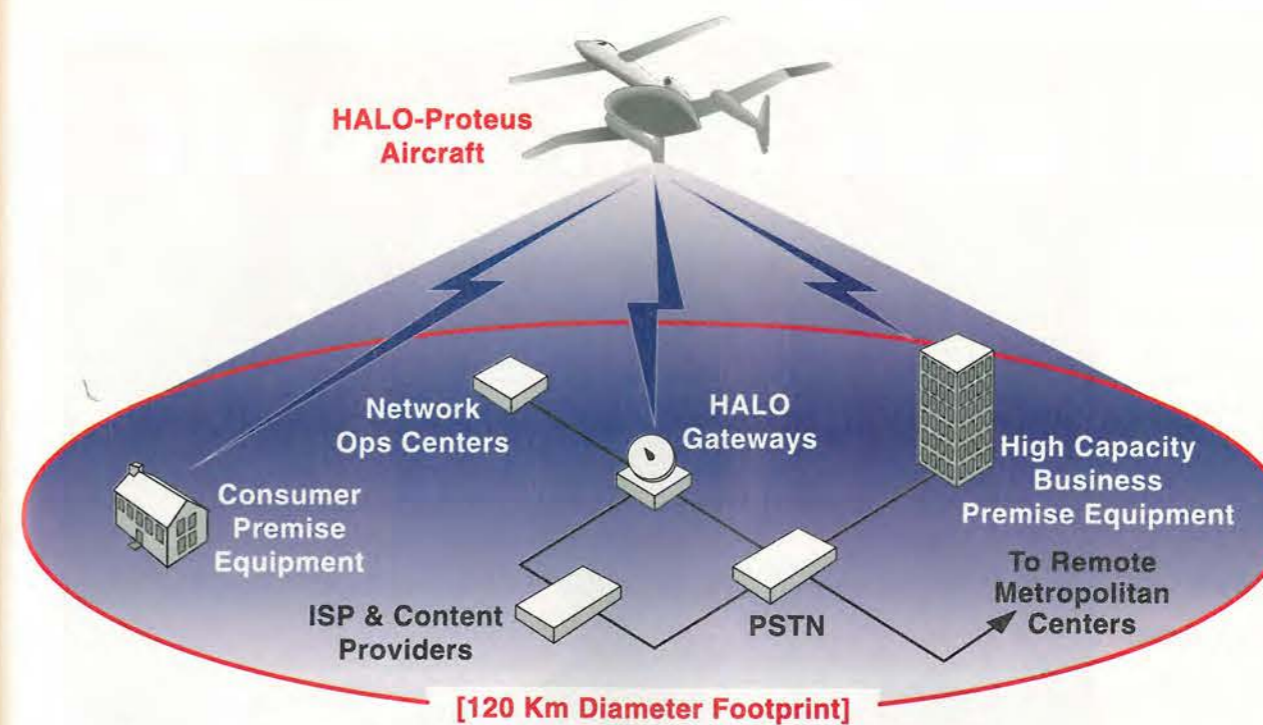 HALO-Proteus
Aircraft
Network
Ops Centers
HALO
Gateways
High Capacity
Business
Premise Equipment
Consumer
Premise
Equipment
To Remote
Metropolitan
Centers
ISP & Content
Providers
PSTN
[120 Km Diameter Footprint]